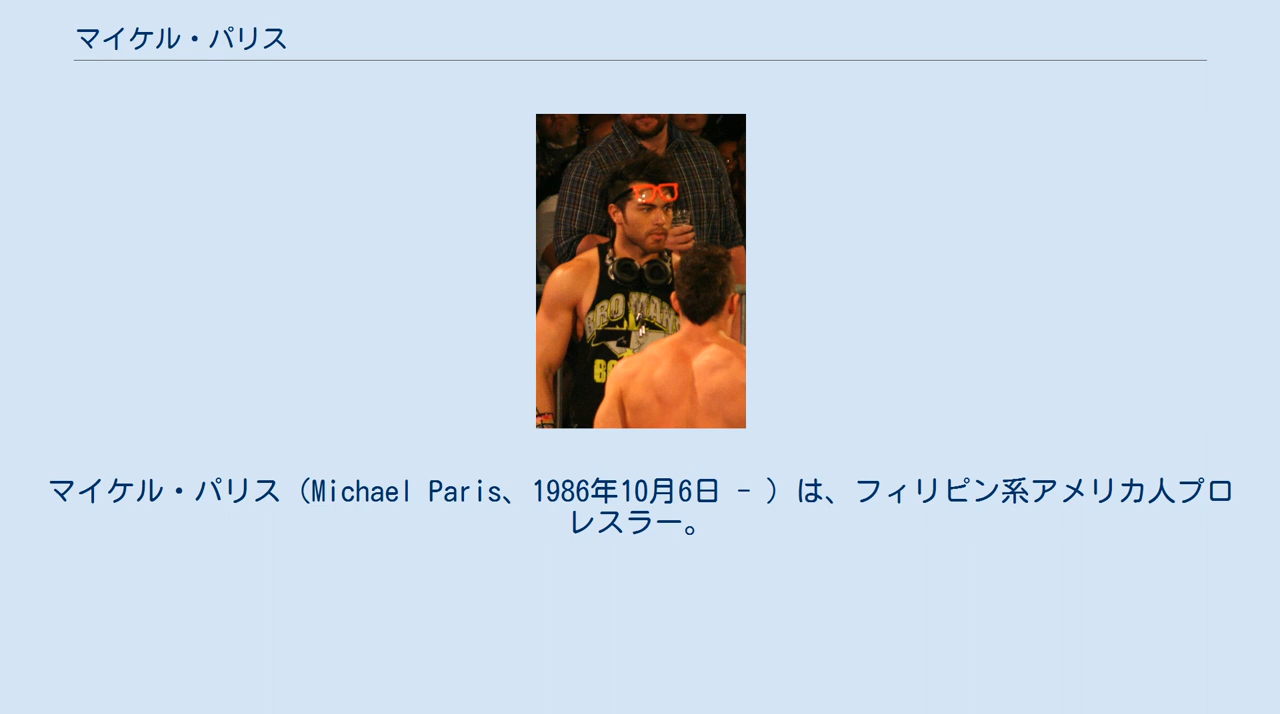 マイケル・パリス
BRO
マイケル・パリス（Michael Paris、1986年10月6日 - ）は、フィリピン系アメリカ人プロ
レスラー。